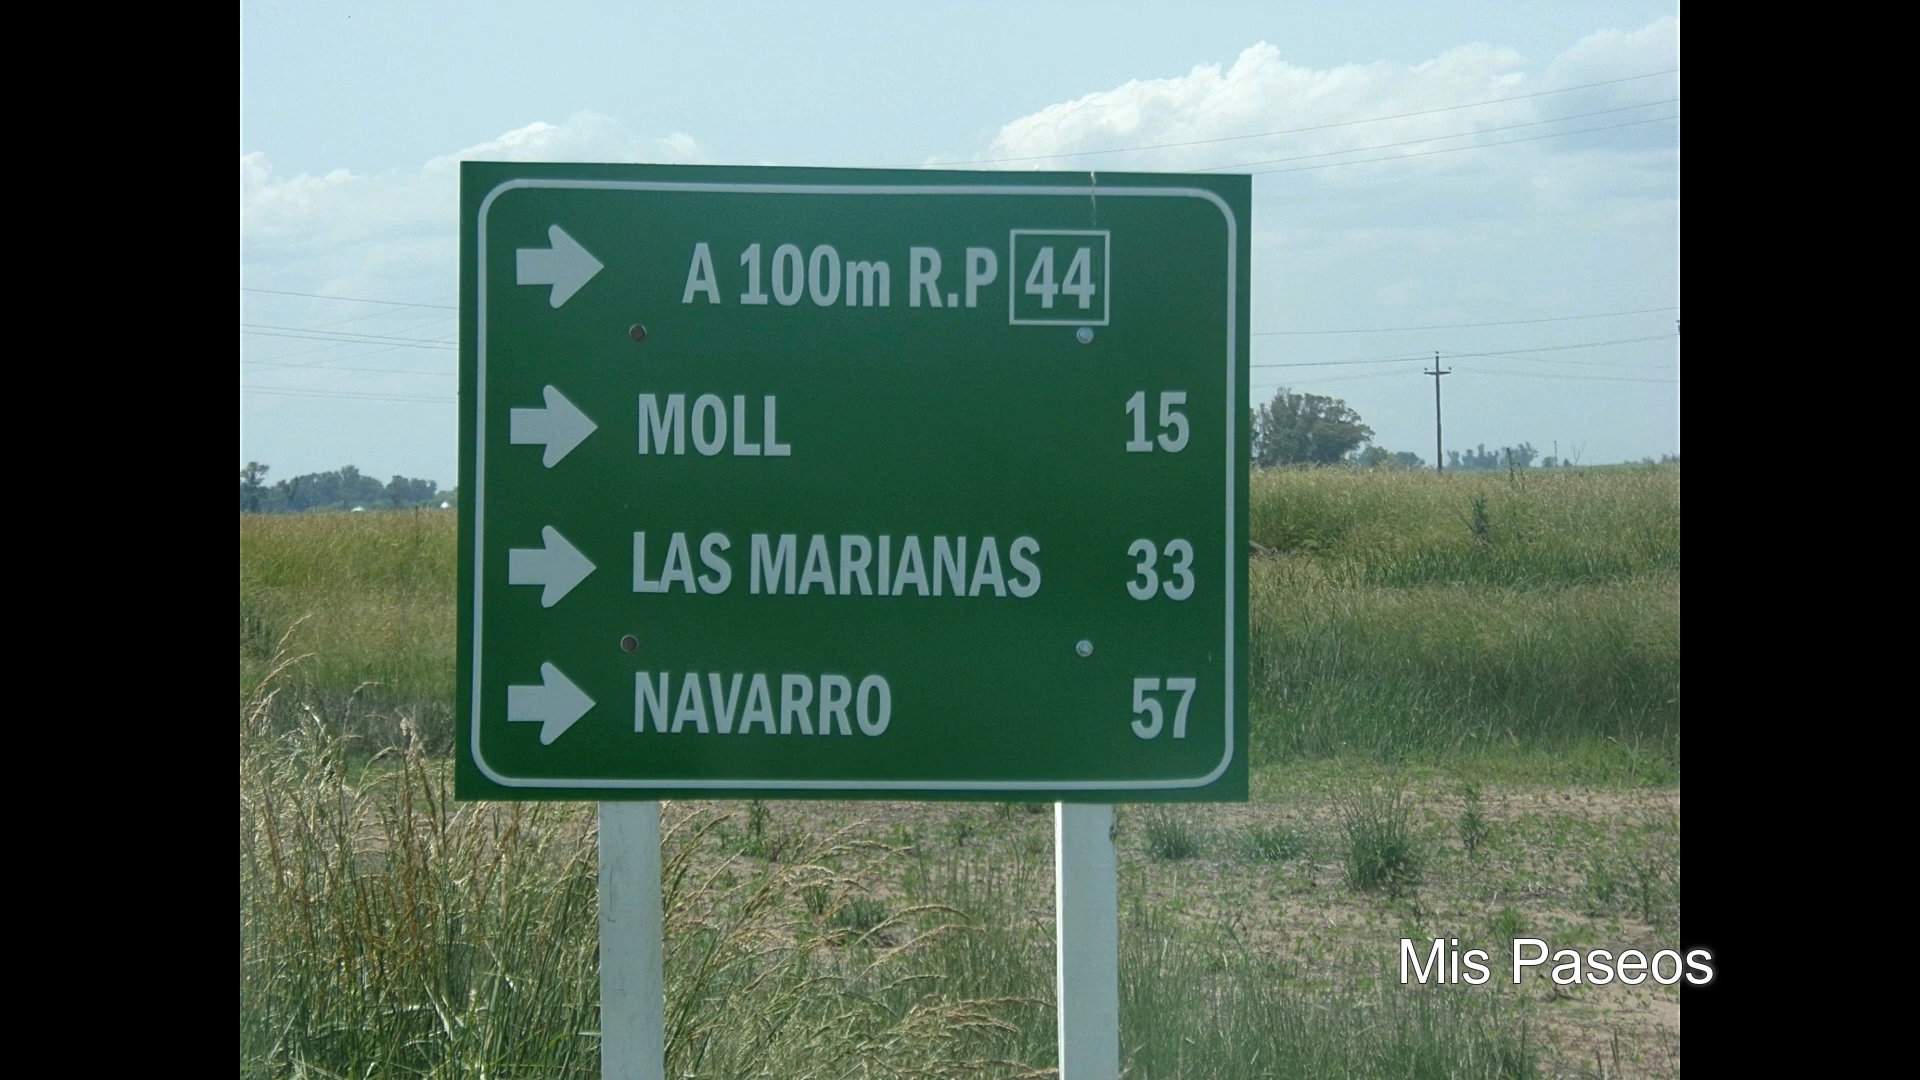 A 100m R.P 44
MOLL 15
LAS MARIANAS 33
NAVARRO 57
Mis Paseos